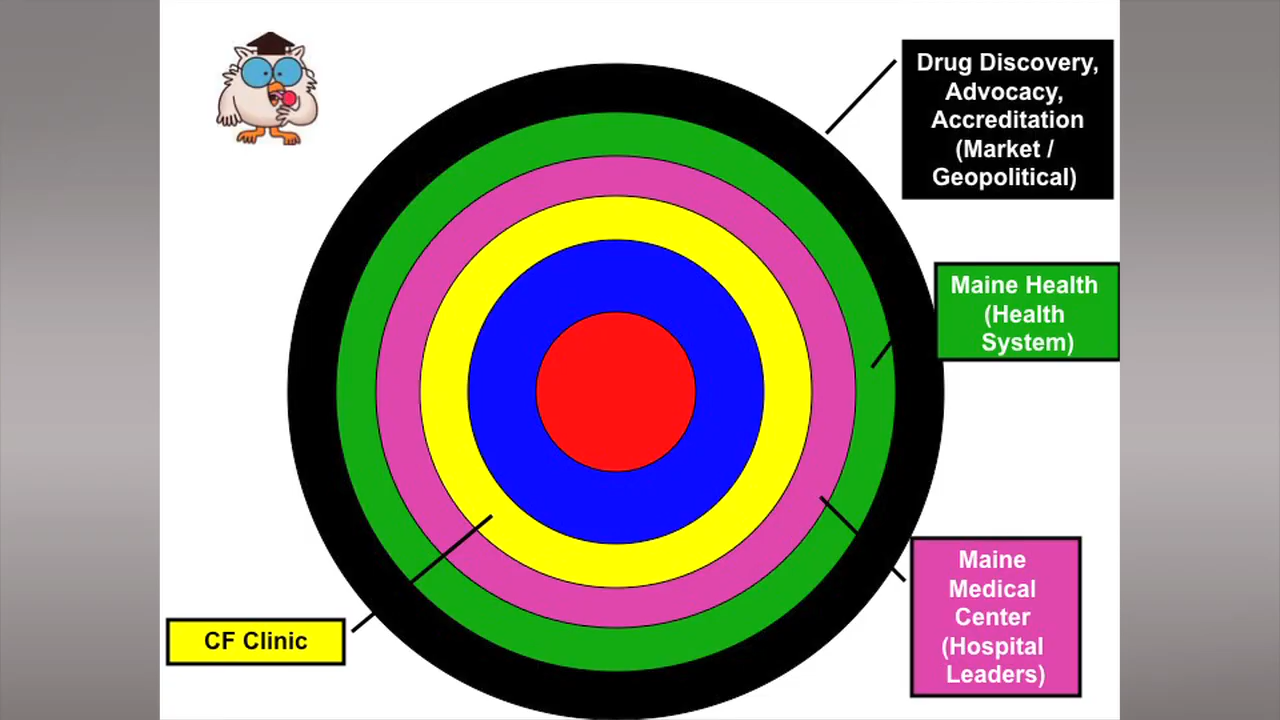 Drug Discovery,
Advocacy,
Accreditation
(Market /
Geopolitical)
Maine Health
(Health
System)
Maine
Medical
Center
(Hospital
Leaders)
CF Clinic